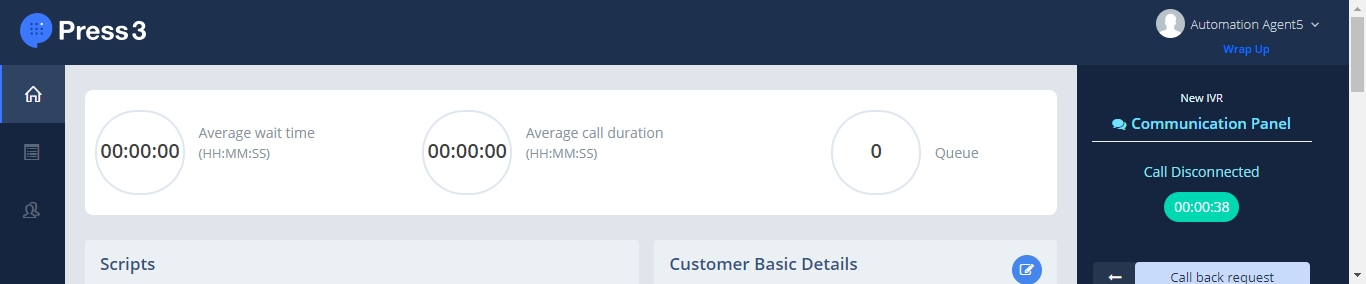 Press 3
Automation Agent5
Wrap Up
00:00:00
Average wait time
(HH:MM:SS)
00:00:00
Average call duration
(HH:MM:SS)
0
Queue
Scripts
Customer Basic Details
New IVR
Communication Panel
Call Disconnected
00:00:38
Call back request